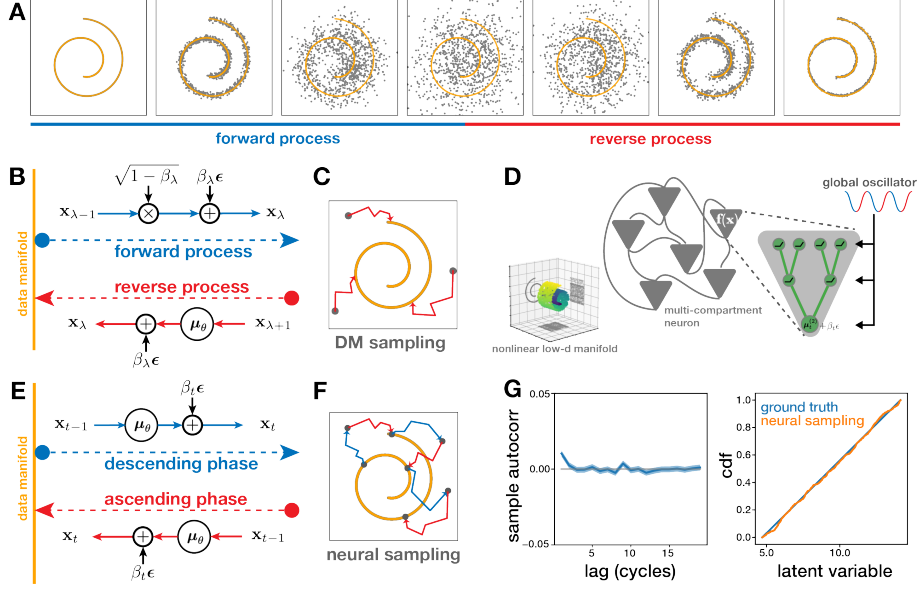 A
forward process
reverse process
B
√1 − βλ
βλϵ
xλ−1
×
+
xλ
forward process
reverse process
xλ
+
μθ
xλ+1
βλϵ
data manifold
C
DM sampling
D
global oscillator
f(x)
multi-compartment
neuron
nonlinear low-d manifold
+ βtϵ
E
βtϵ
xt−1
μθ
+
xt
descending phase
ascending phase
xt
+
μθ
xt−1
βtϵ
data manifold
F
neural sampling
G
0.05
0.00
−0.05
sample autocorr
5
10
15
lag (cycles)
1.0
0.8
0.6
0.4
0.2
0.0
cdf
ground truth
neural sampling
5.0
10.0
latent variable